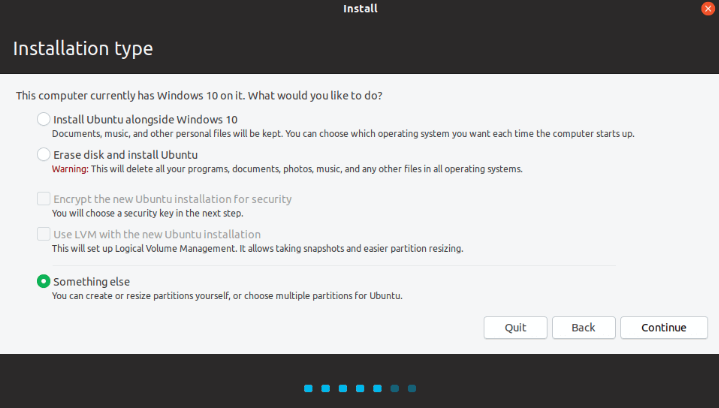 Install
Installation type
This computer currently has Windows 10 on it. What would you like to do?
Install Ubuntu alongside Windows 10
Documents, music, and other personal files will be kept. You can choose which operating system you want each time the computer starts up.
Erase disk and install Ubuntu
Warning: This will delete all your programs, documents, photos, music, and any other files in all operating systems.
Encrypt the new Ubuntu installation for security
You will choose a security key in the next step.
Use LVM with the new Ubuntu installation
This will set up Logical Volume Management. It allows taking snapshots and easier partition resizing.
Something else
You can create or resize partitions yourself, or choose multiple partitions for Ubuntu.
Quit Back Continue